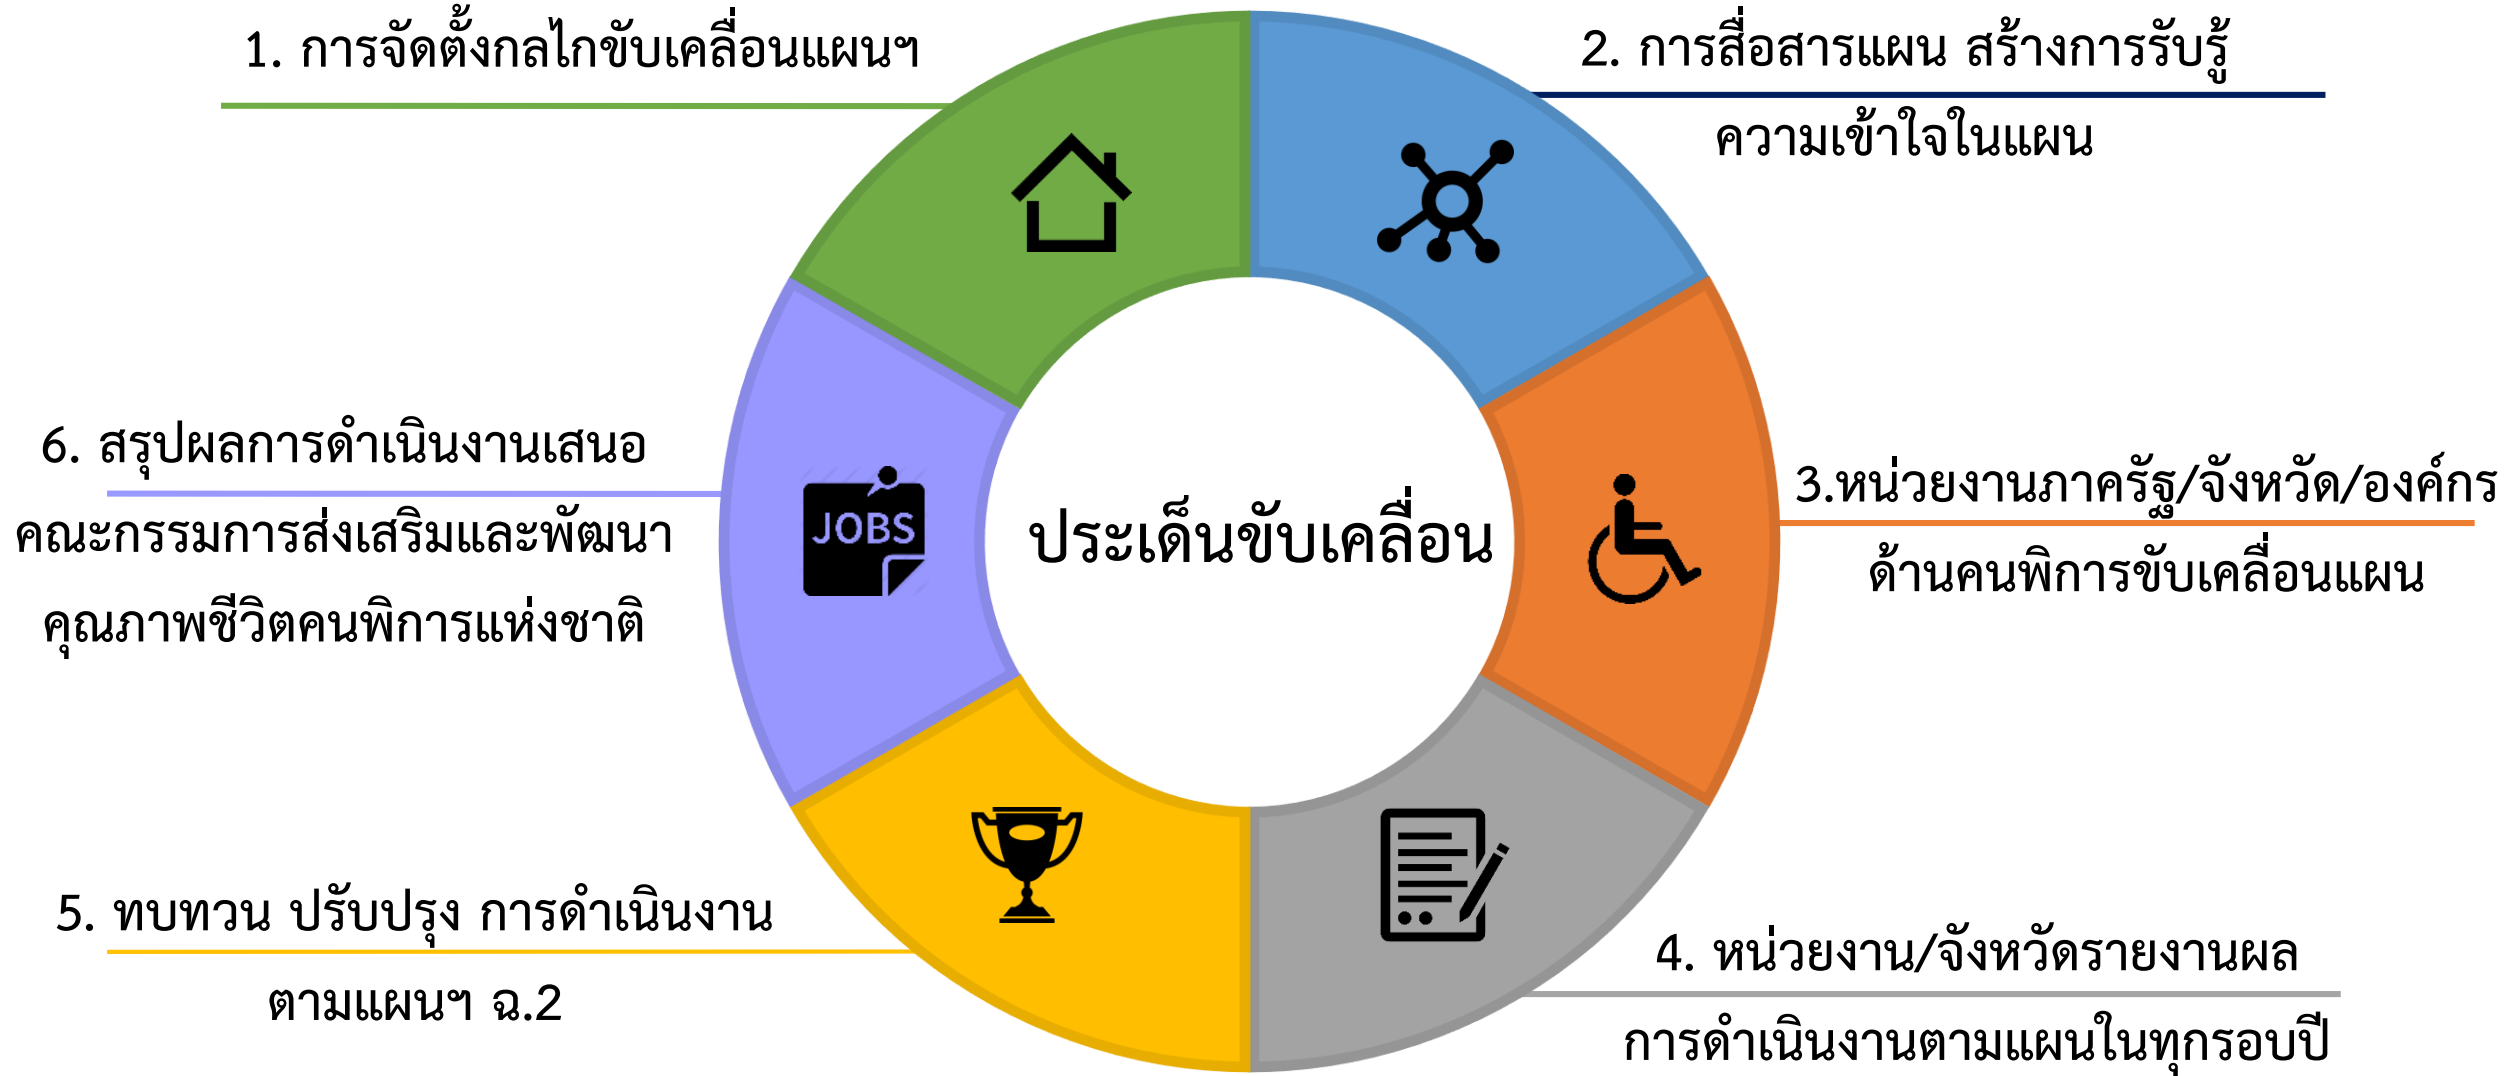 1. การจัดตั้งกลไกขับเคลื่อนแผนฯ
2. การสื่อสารแผน สร้างการรับรู้
ความเข้าใจในแผน
3.หน่วยงานภาครัฐ/จังหวัด/องค์กร
ด้านคนพิการขับเคลื่อนแผน
4. หน่วยงาน/จังหวัดรายงานผล
การดำเนินงานตามแผนในทุกรอบปี
5. ทบทวน ปรับปรุง การดำเนินงาน
ตามแผนฯ ฉ.2
6. สรุปผลการดำเนินงานเสนอ
คณะกรรมการส่งเสริมและพัฒนา
คุณภาพชีวิตคนพิการแห่งชาติ
JOBS
ประเด็นขับเคลื่อน